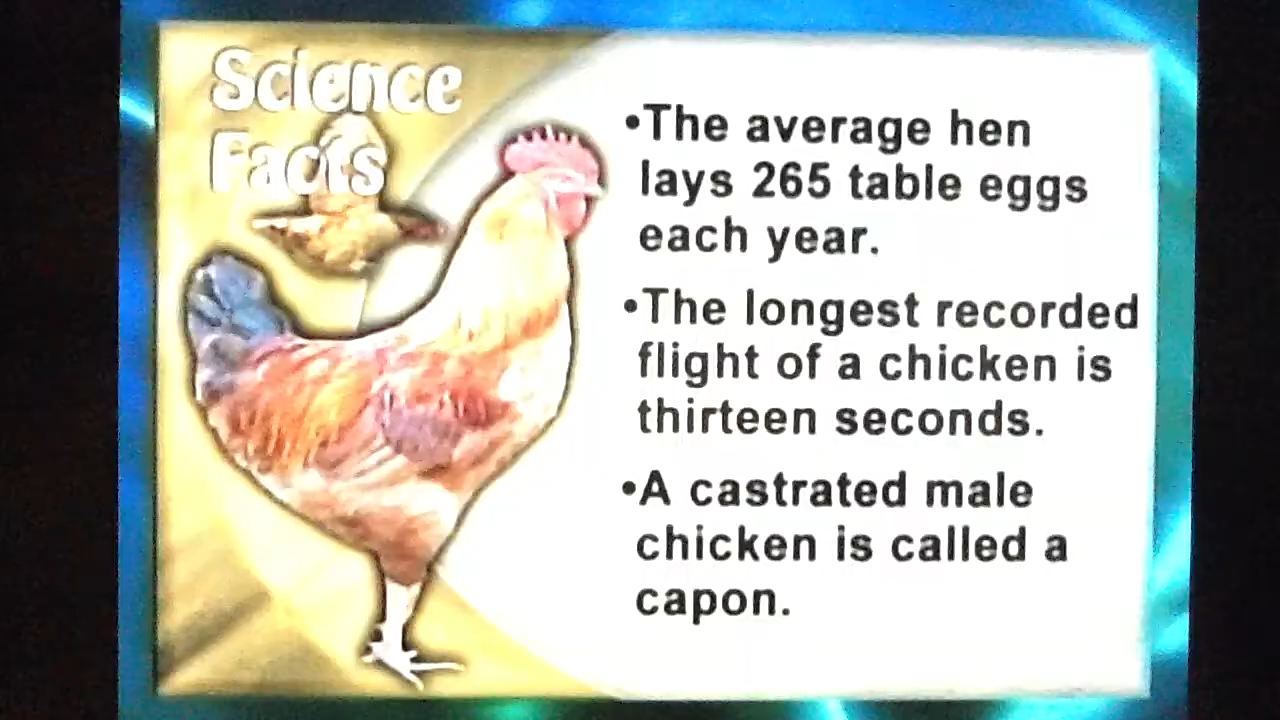 Science
Facts
•The average hen
lays 265 table eggs
each year.
•The longest recorded
flight of a chicken is
thirteen seconds.
•A castrated male
chicken is called a
capon.